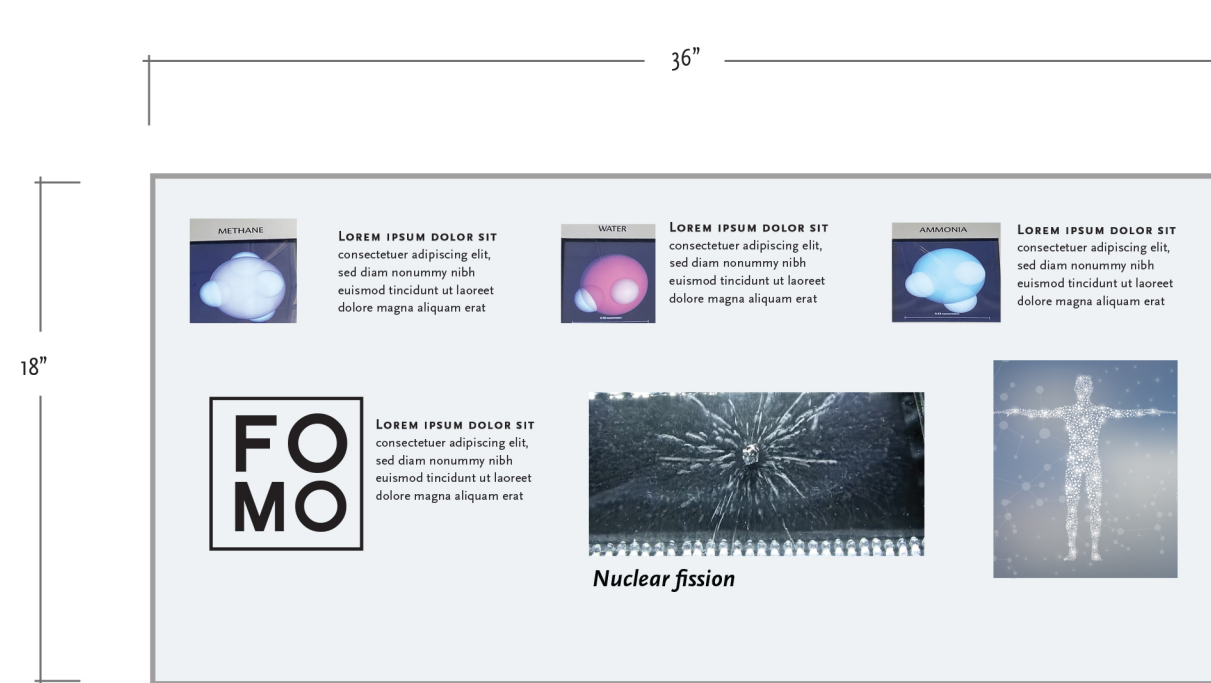 36”
18”
METHANE
Lorem ipsum dolor sit
consectetuer adipiscing elit,
sed diam nonummy nibh
euismod tincidunt ut laoreet
dolore magna aliquam erat
WATER
Lorem ipsum dolor sit
consectetuer adipiscing elit,
sed diam nonummy nibh
euismod tincidunt ut laoreet
dolore magna aliquam erat
AMMONIA
Lorem ipsum dolor sit
consectetuer adipiscing elit,
sed diam nonummy nibh
euismod tincidunt ut laoreet
dolore magna aliquam erat
FO
MO
Lorem ipsum dolor sit
consectetuer adipiscing elit,
sed diam nonummy nibh
euismod tincidunt ut laoreet
dolore magna aliquam erat
Nuclear fission